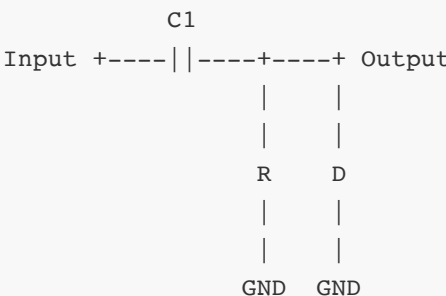 C1
Input +----||----+----+ Output
| |
| |
R D
| |
| |
GND GND